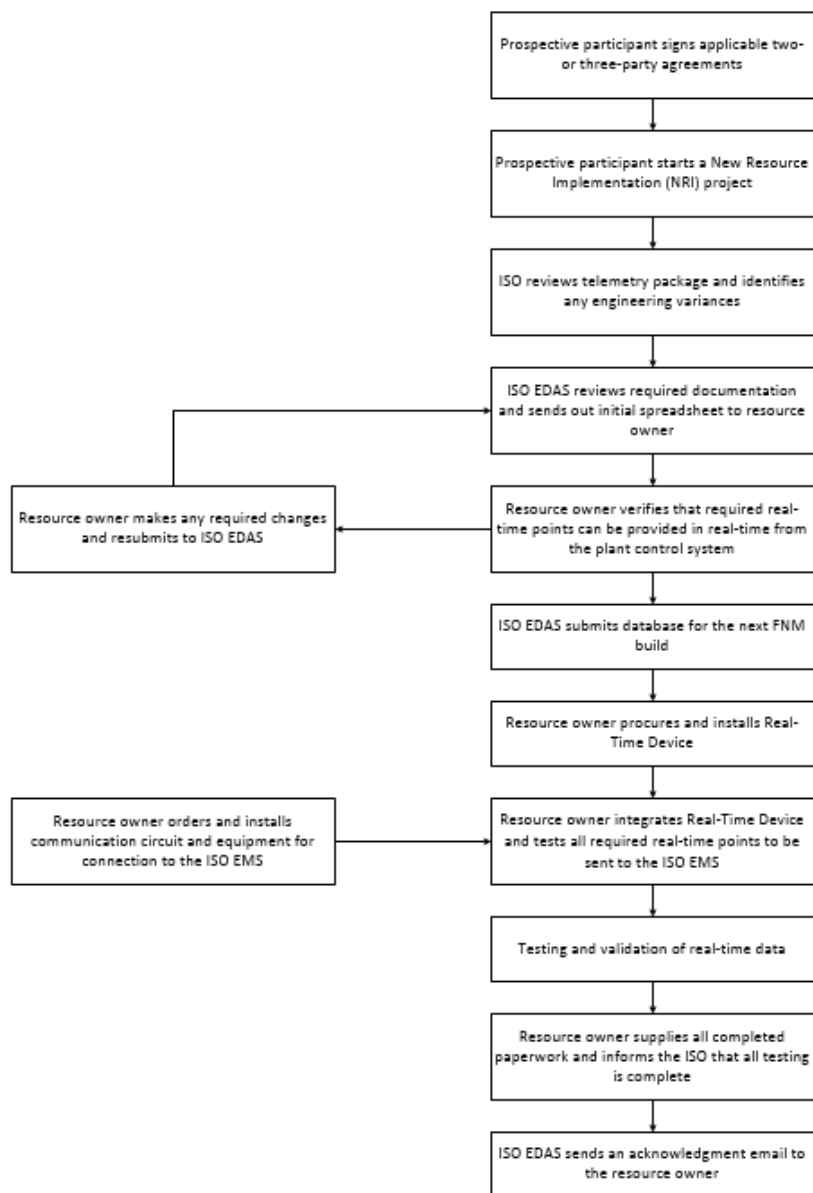 Prospective participant signs applicable two-
or three-party agreements
Prospective participant starts a New Resource
Implementation (NRI) project
ISO reviews telemetry package and identifies
any engineering variances
ISO EDAS reviews required documentation
and sends out initial spreadsheet to resource
owner
Resource owner makes any required changes
and resubmits to ISO EDAS
Resource owner verifies that required real-
time points can be provided in real-time from
the plant control system
ISO EDAS submits database for the next FNM
build
Resource owner procures and installs Real-
Time Device
Resource owner orders and installs
communication circuit and equipment for
connection to the ISO EMS
Resource owner integrates Real-Time Device
and tests all required real-time points to be
sent to the ISO EMS
Testing and validation of real-time data
Resource owner supplies all completed
paperwork and informs the ISO that all testing
is complete
ISO EDAS sends an acknowledgment email to
the resource owner